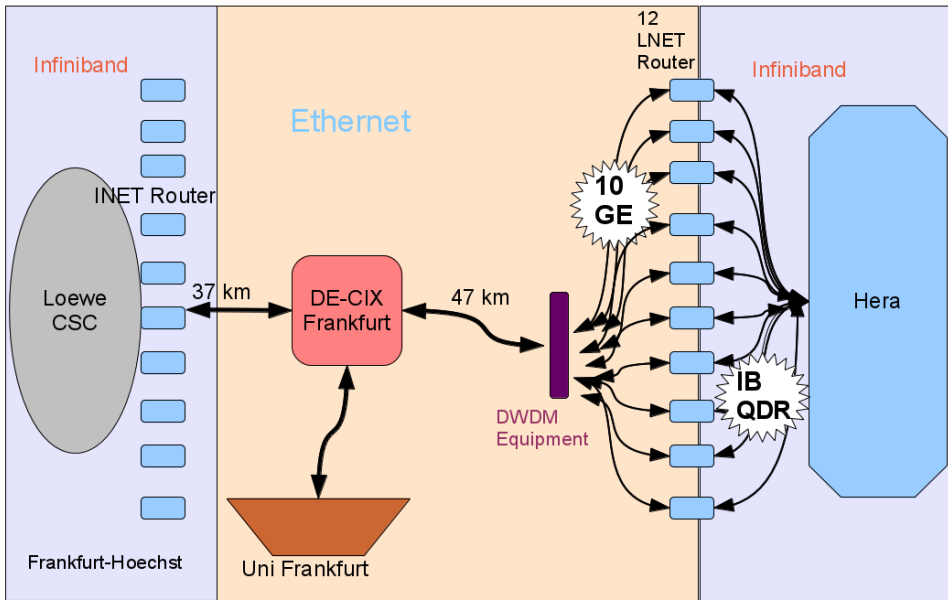 12
LNET
Router
Infiniband
Infiniband
Ethernet
10
GE
INET Router
Loewe
CSC
37 km
DE-CIX
Frankfurt
47 km
Hera
IB
QDR
DWDM
Equipment
Frankfurt-Hoechst
Uni Frankfurt